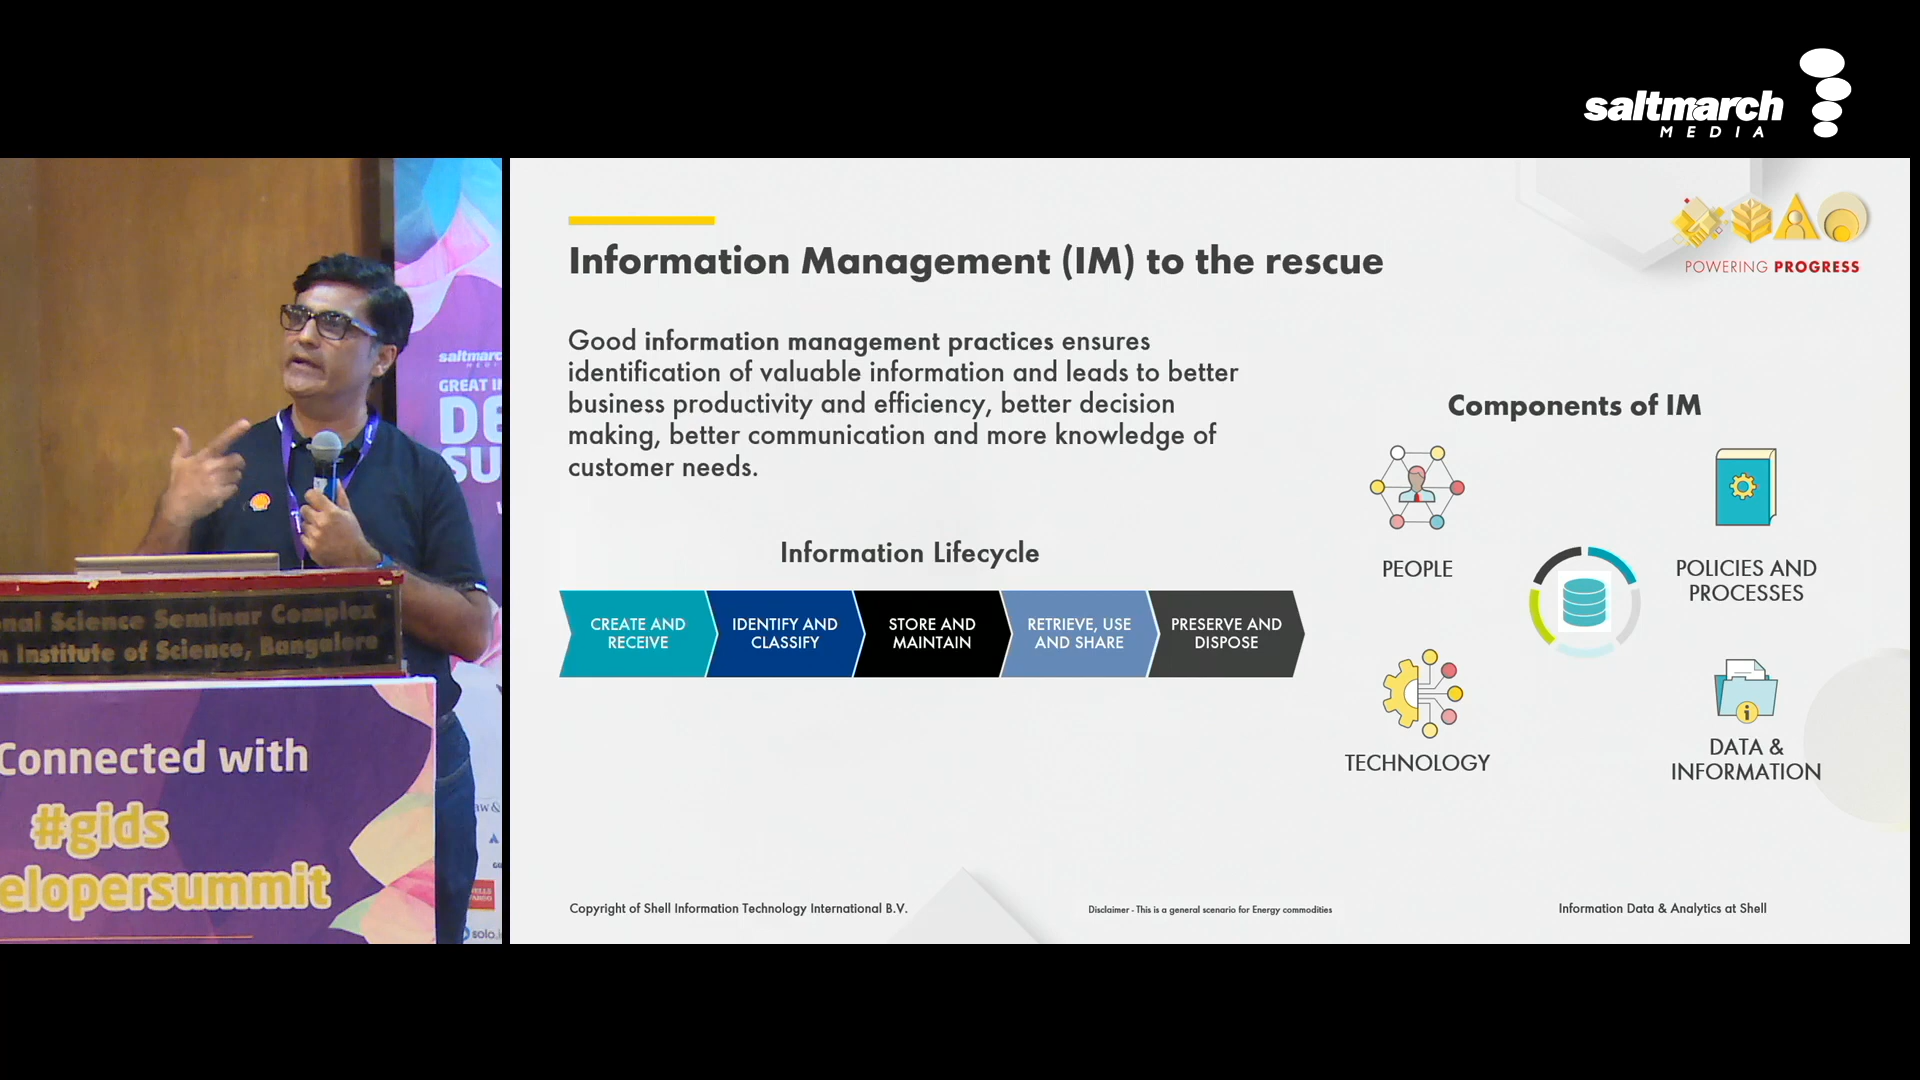 saltmarch
MEDIA
POWERING PROGRESS
Information Management (IM) to the rescue
Good information management practices ensures
identification of valuable information and leads to better
business productivity and efficiency, better decision
making, better communication and more knowledge of
customer needs.
Information Lifecycle
CREATE AND
RECEIVE
IDENTIFY AND
CLASSIFY
STORE AND
MAINTAIN
RETRIEVE, USE
AND SHARE
PRESERVE AND
DISPOSE
Components of IM
PEOPLE
POLICIES AND
PROCESSES
TECHNOLOGY
DATA &
INFORMATION
Copyright of Shell Information Technology International B.V.
Disclaimer - This is a general scenario for Energy commodities
Information Data & Analytics at Shell
saltmarc
GREAT IN
DE
SU
nal Science Seminar Complex
n Institute of Science, Bangalore
Connected with
#gids
elopersummit
solo.i